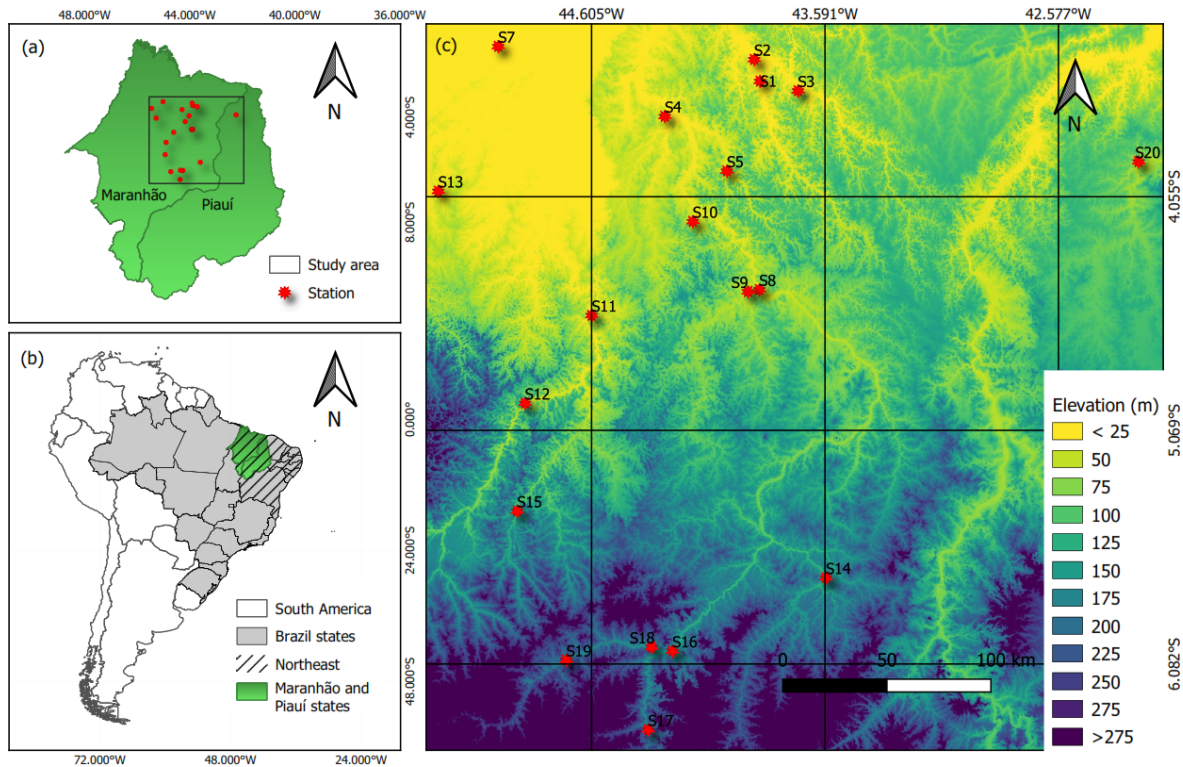 48.000°W 44.000°W 40.000°W 36.000°W
(a)
N
4.000°S
8.000°S
Maranhão
Piauí
Study area
Station
(b)
N
0.000°
24.000°S
48.000°S
South America
Brazil states
Northeast
Maranhão and
Piauí states
72.000°W 48.000°W 24.000°W
44.605°W 43.591°W 42.577°W
(c)
S7
S2
S1
S3
S4
N
S20
S5
S13
4.055°S
S10
S9 S8
S11
S12
5.069°S
S15
S14
S18 S16
S19
6.082°S
S17
0 50 100 km
Elevation (m)
< 25
50
75
100
125
150
175
200
225
250
275
>275